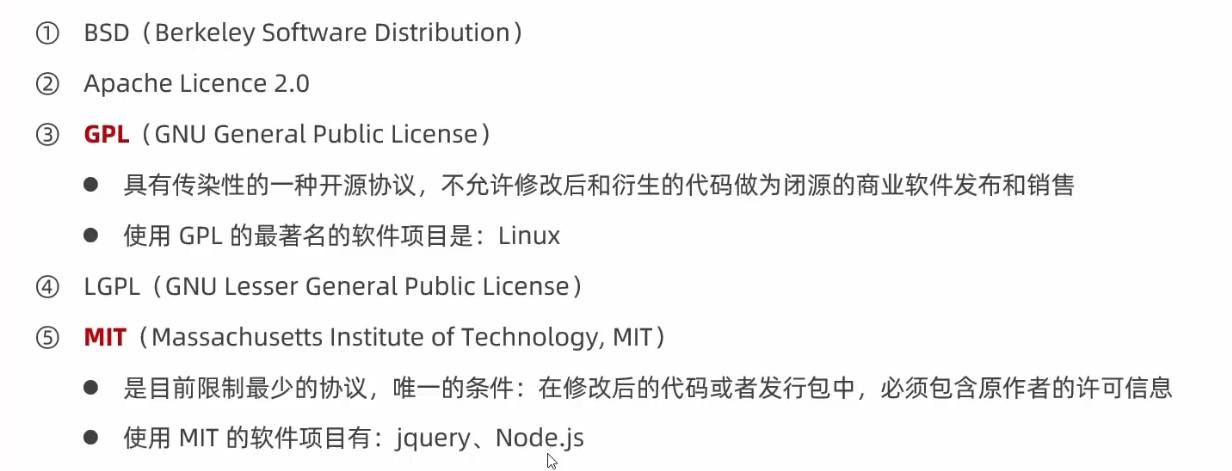 ① BSD（Berkeley Software Distribution）
② Apache Licence 2.0
③ GPL（GNU General Public License）
● 具有传染性的一种开源协议，不允许修改后和衍生的代码做为闭源的商业软件发布和销售
● 使用 GPL 的最著名的软件项目是：Linux
④ LGPL（GNU Lesser General Public License）
⑤ MIT（Massachusetts Institute of Technology, MIT）
● 是目前限制最少的协议，唯一的条件：在修改后的代码或者发行包中，必须包含原作者的许可信息
● 使用 MIT 的软件项目有：jquery、Node.js